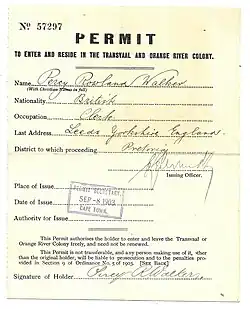 No 57297
PERMIT
TO ENTER AND RESIDE IN THE TRANSVAAL AND ORANGE RIVER COLONY.
Name Percy Rowland Walker
(With Christian Names in full)
Nationality British
Occupation Clerk
Last Address Leeds Yorkshire England
District to which proceeding Pretoria
Issuing Officer.
Place of Issue
PERMIT SECRETARY,
Date of Issue SEP -8 1903
CAPE TOWN.
Authority for Issue
This Permit authorises the holder to enter and leave the Transvaal or
Orange River Colony freely, and need not be renewed.
This Permit is not transferable, and any person making use of it, other
than the original holder, will be liable to prosecution and to the penalties
provided in Section 9 of Ordinance No. 5 of 1903. [SEE BACK]
Signature of Holder Percy R Walker